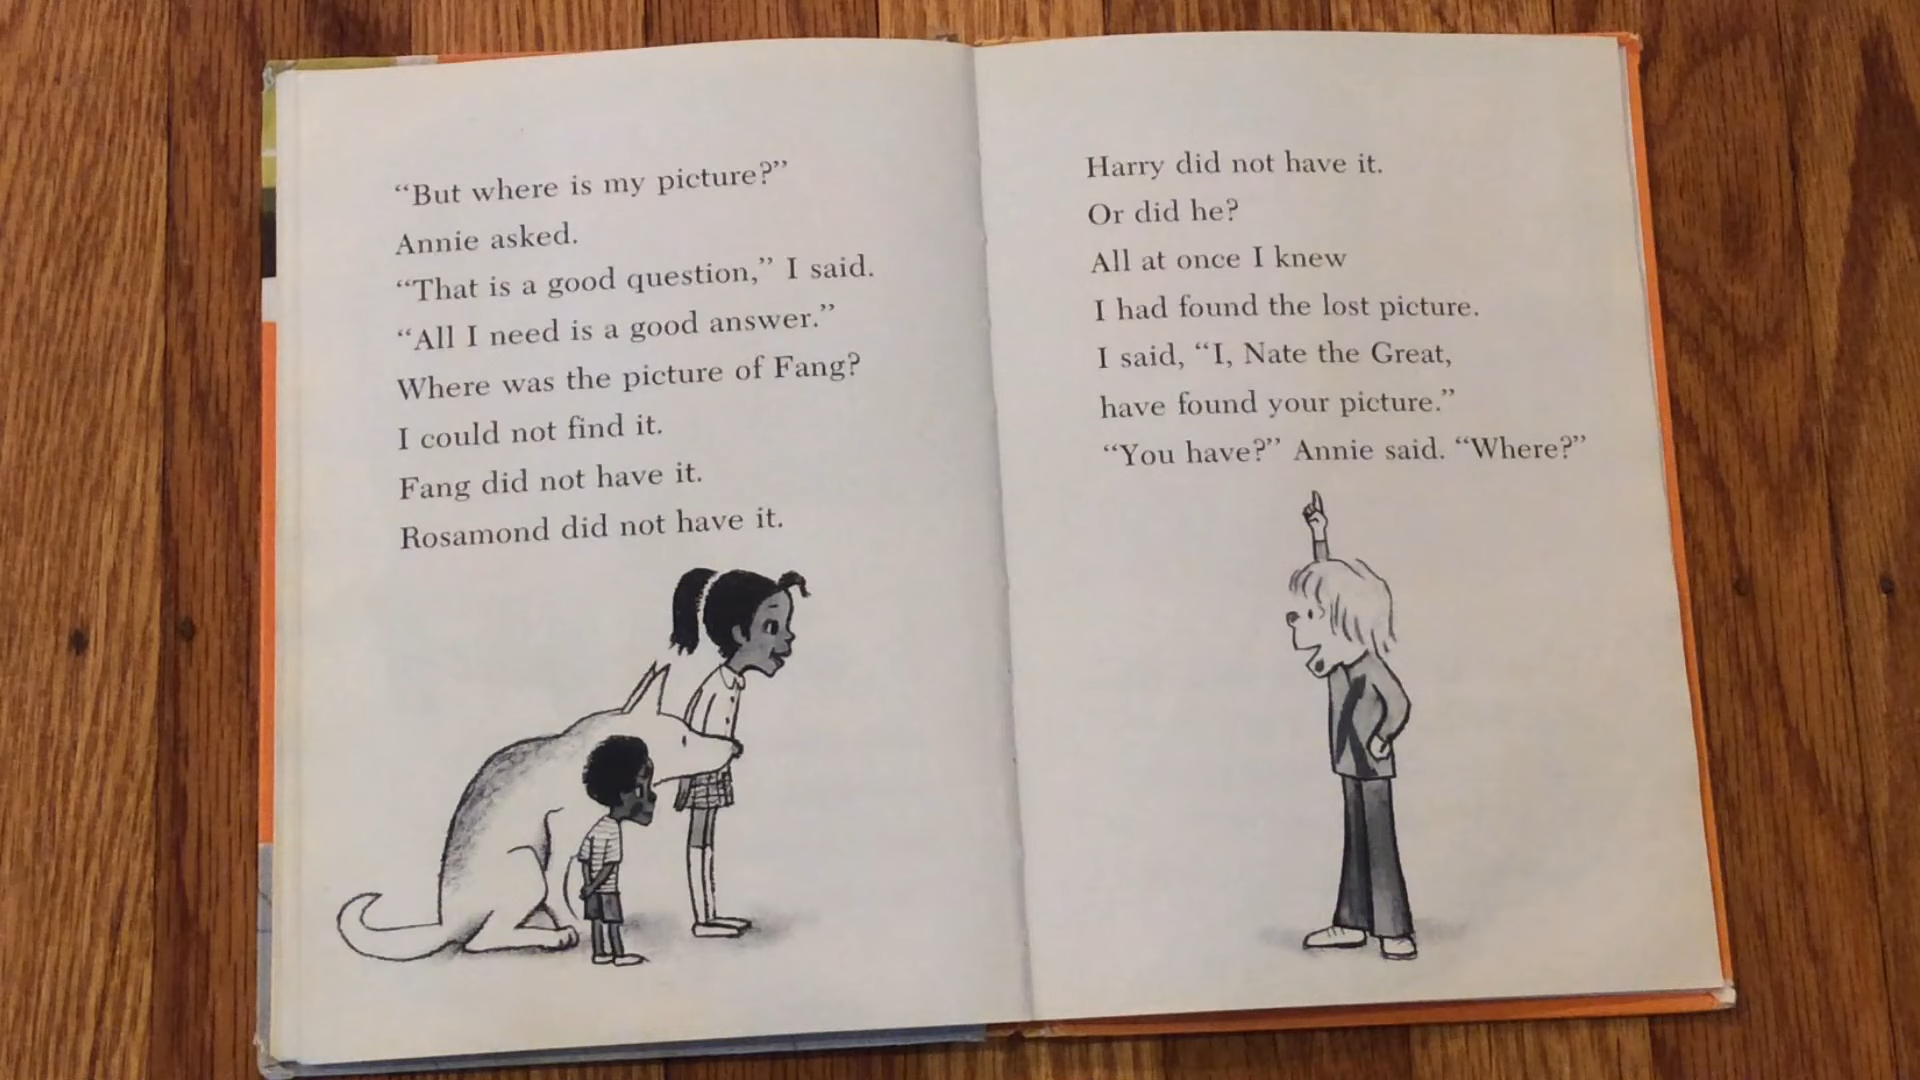 “But where is my picture?”
Annie asked.
“That is a good question,” I said.
“All I need is a good answer.”
Where was the picture of Fang?
I could not find it.
Fang did not have it.
Rosamond did not have it.
Harry did not have it.
Or did he?
All at once I knew
I had found the lost picture.
I said, “I, Nate the Great,
have found your picture.”
“You have?” Annie said. “Where?”